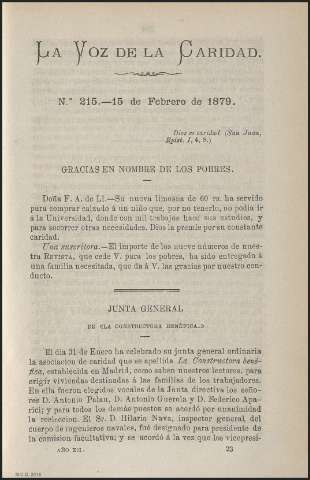 LA VOZ DE LA CARIDAD.
N.º 215.—15 de Febrero de 1879.
Dios es caridad. (San Juan,
Epíst. I, 4, 8.)
GRACIAS EN NOMBRE DE LOS POBRES.
Doña F. A. de Ll.—Su nueva limosna de 60 rs. ha servido
para comprar calzado á un niño que, por no tenerlo, no podia ir
á la Universidad, donde con mil trabajos hace sus estudios, y
para socorrer otras necesidades. Dios la premie por su constante
caridad.
Una suscritora.—El importe de los nueve números de nues-
tra REVISTA, que cede V. para los pobres, ha sido entregado á
una familia necesitada, que da á V. las gracias por nuestro con-
ducto.
JUNTA GENERAL
DE «LA CONSTRUCTORA BENÉFICA.»
El dia 31 de Enero ha celebrado su junta general ordinaria
la asociacion de caridad que se apellida La Constructora bené-
fica, establecida en Madrid, como saben nuestros lectores, para
erigir viviendas destinadas á las familias de los trabajadores.
En ella fueron elegidos vocales de la Junta directiva los seño-
res D. Antonio Palau, D. Antonio Guerola y D. Federico Apa-
rici; y para todos los demás puestos se acordó por unanimidad
la reeleccion. El Sr. D. Hilario Nava, inspector general del
cuerpo de ingenieros navales, fué designado para presidente de
la comision facultativa; y se acordó á la vez que los vicepresi-
AÑO XII. 23